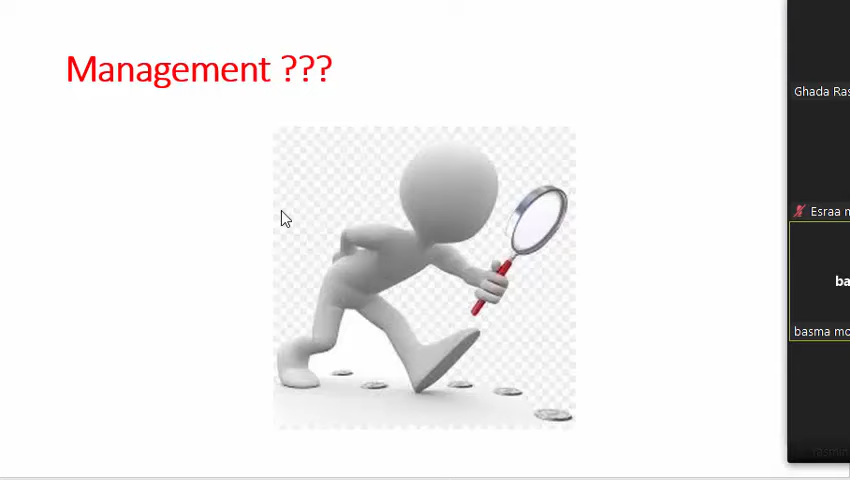 Management ???
Ghada Ras
Esraa m
ba
basma mo